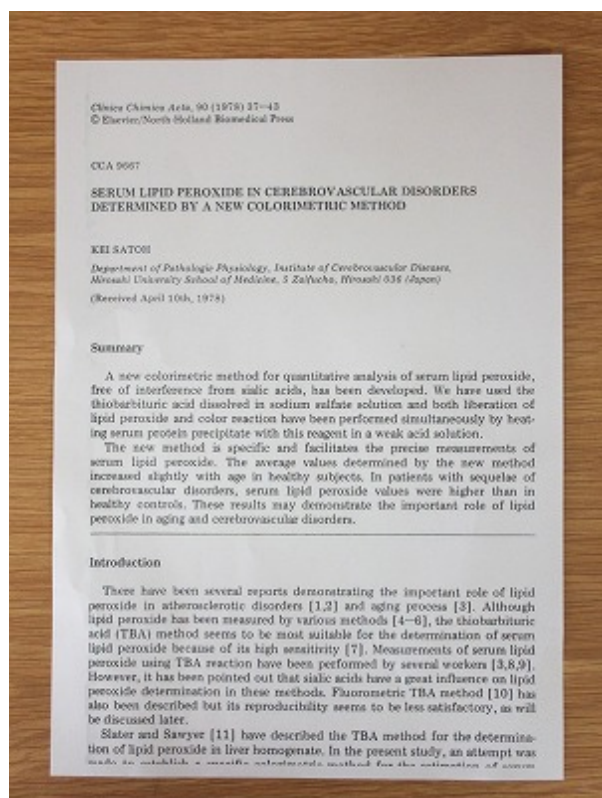 Clinica Chimica Acta, 90 (1978) 37—43
© Elsevier/North-Holland Biomedical Press
CCA 9667
SERUM LIPID PEROXIDE IN CEREBROVASCULAR DISORDERS
DETERMINED BY A NEW COLORIMETRIC METHOD
KEI SATOH
Department of Pathologic Physiology, Institute of Cerebrovascular Diseases,
Hirosaki University School of Medicine, 5 Zaifucho, Hirosaki 036 (Japan)
(Received April 10th, 1978)
Summary
A new colorimetric method for quantitative analysis of serum lipid peroxide,
free of interference from sialic acids, has been developed. We have used the
thiobarbituric acid dissolved in sodium sulfate solution and both liberation of
lipid peroxide and color reaction have been performed simultaneously by heat-
ing serum protein precipitate with this reagent in a weak acid solution.
The new method is specific and facilitates the precise measurements of
serum lipid peroxide. The average values determined by the new method
increased slightly with age in healthy subjects. In patients with sequelae of
cerebrovascular disorders, serum lipid peroxide values were higher than in
healthy controls. These results may demonstrate the important role of lipid
peroxide in aging and cerebrovascular disorders.
Introduction
There have been several reports demonstrating the important role of lipid
peroxide in atherosclerotic disorders [1,2] and aging process [3]. Although
lipid peroxide has been measured by various methods [4—6], the thiobarbituric
acid (TBA) method seems to be most suitable for the determination of serum
lipid peroxide because of its high sensitivity [7]. Measurements of serum lipid
peroxide using TBA reaction have been performed by several workers [3,8,9].
However, it has been pointed out that sialic acids have a great influence on lipid
peroxide determination in these methods. Fluorometric TBA method [10] has
also been described but its reproducibility seems to be less satisfactory, as will
be discussed later.
Slater and Sawyer [11] have described the TBA method for the determina-
tion of lipid peroxide in liver homogenate. In the present study, an attempt was
made to establish a specific colorimetric method for the estimation of serum